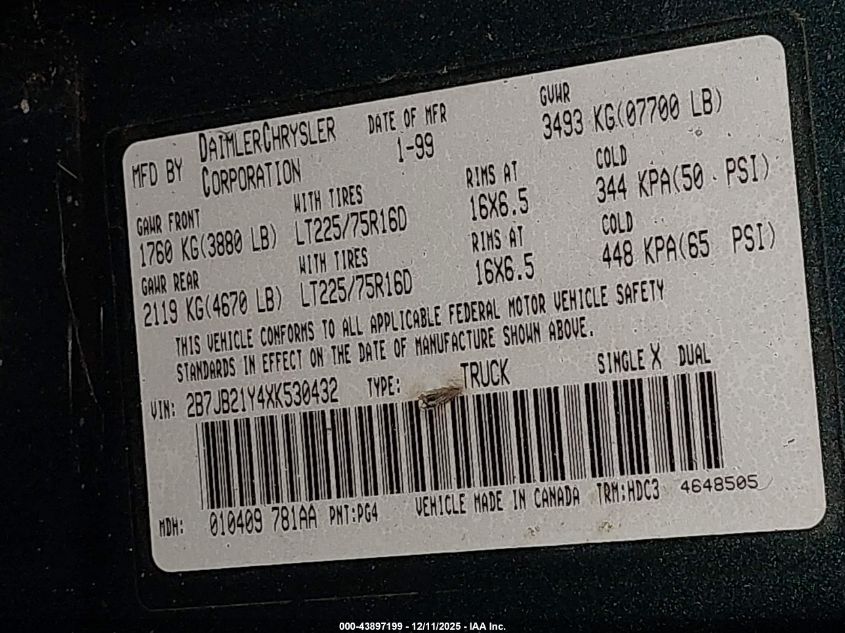 MFD BY DAIMLERCHRYSLER CORPORATION DATE OF MFR 1-99 GVWR 3493 KG(07700 LB)
GAWR FRONT WITH TIRES RIMS AT COLD
1760 KG(3880 LB) LT225/75R16D 16X6.5 344 KPA(50 PSI)
GAWR REAR WITH TIRES RIMS AT COLD
2119 KG(4670 LB) LT225/75R16D 16X6.5 448 KPA(65 PSI)
THIS VEHICLE CONFORMS TO ALL APPLICABLE FEDERAL MOTOR VEHICLE SAFETY
STANDARDS IN EFFECT ON THE DATE OF MANUFACTURE SHOWN ABOVE.
VIN: 2B7JB21Y4XK530432 TYPE: TRUCK SINGLE X DUAL
MDH: 010409 781AA PNT:PG4 VEHICLE MADE IN CANADA TRM:HDC3 4648505
000-43897199 - 12/11/2025 - IAA Inc.